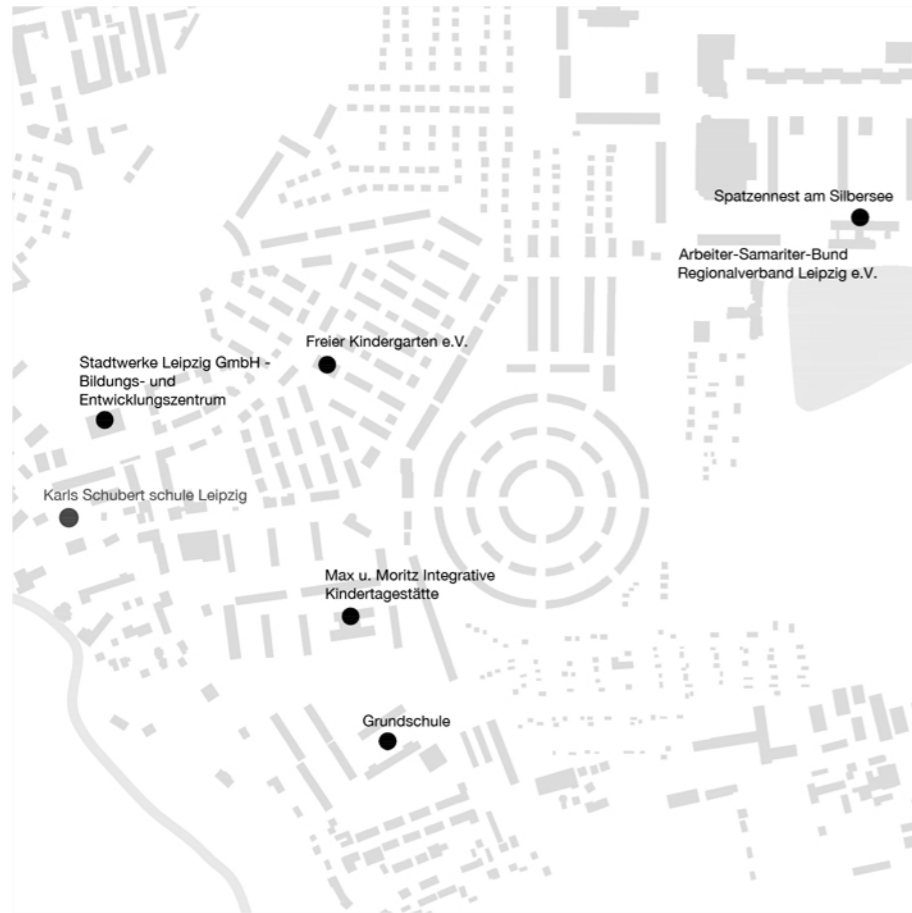 Spatzennest am Silbersee
Arbeiter-Samariter-Bund
Regionalverband Leipzig e.V.
Freier Kindergarten e.V.
Stadtwerke Leipzig GmbH -
Bildungs- und
Entwicklungszentrum
Karls Schubert schule Leipzig
Max u. Moritz Integrative
Kindertagestätte
Grundschule